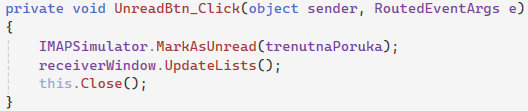 private void UnreadBtn_Click(object sender, RoutedEventArgs e)
{
    IMAPSimulator.MarkAsUnread(trenutnaPoruka);
    receiverWindow.UpdateLists();
    this.Close();
}